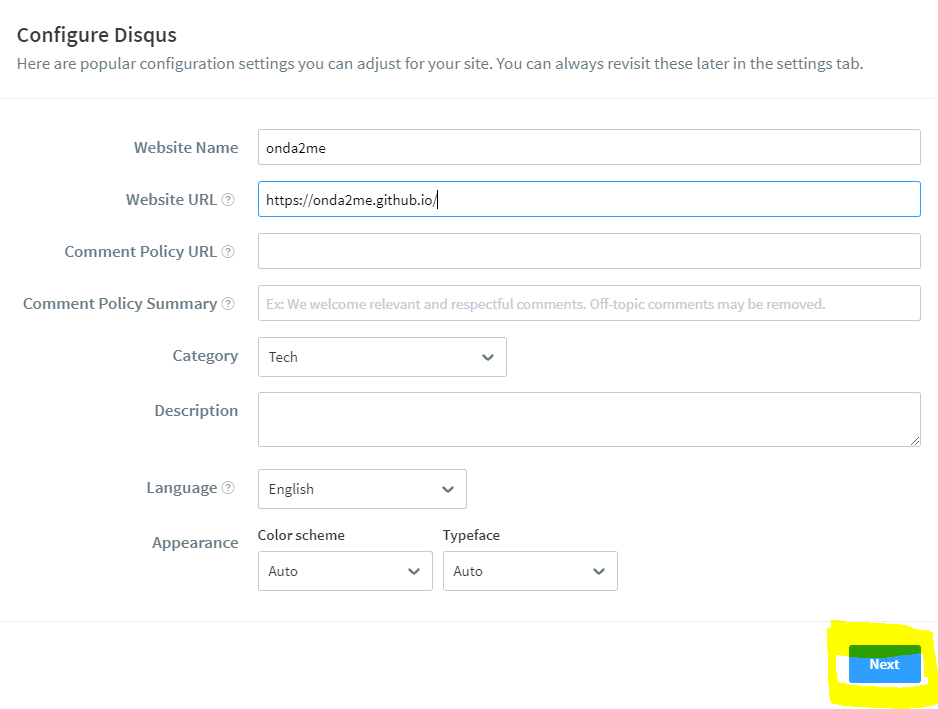 Configure Disqus
Here are popular configuration settings you can adjust for your site. You can always revisit these later in the settings tab.
Website Name
onda2me
Website URL ?
https://onda2me.github.io/
Comment Policy URL ?
Comment Policy Summary ?
Ex: We welcome relevant and respectful comments. Off-topic comments may be removed.
Category
Tech
Description
Language ?
English
Appearance
Color scheme
Typeface
Auto
Auto
Next